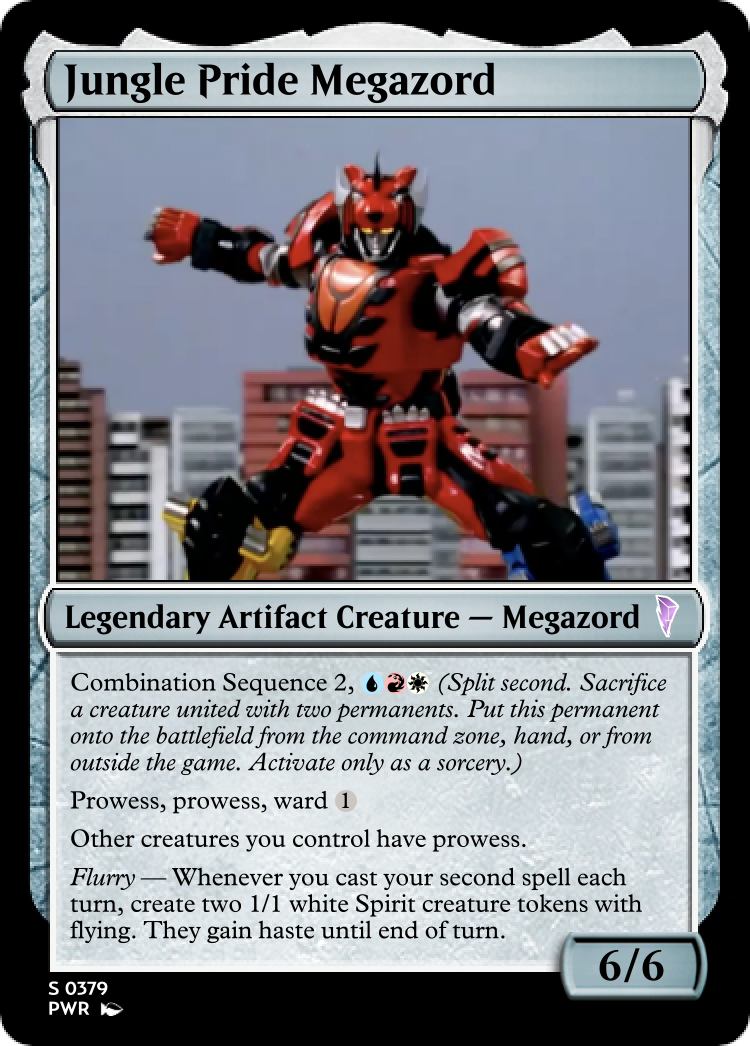 Jungle Pride Megazord
Legendary Artifact Creature — Megazord
Combination Sequence 2, (Split second. Sacrifice
a creature united with two permanents. Put this permanent
onto the battlefield from the command zone, hand, or from
outside the game. Activate only as a sorcery.)
Prowess, prowess, ward 1
Other creatures you control have prowess.
Flurry — Whenever you cast your second spell each
turn, create two 1/1 white Spirit creature tokens with
flying. They gain haste until end of turn.
6/6
S 0379
PWR